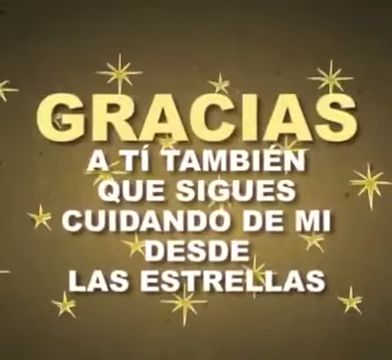 GRACIAS
A TÍ TAMBIÉN
QUE SIGUES
CUIDANDO DE MI
DESDE
LAS ESTRELLAS